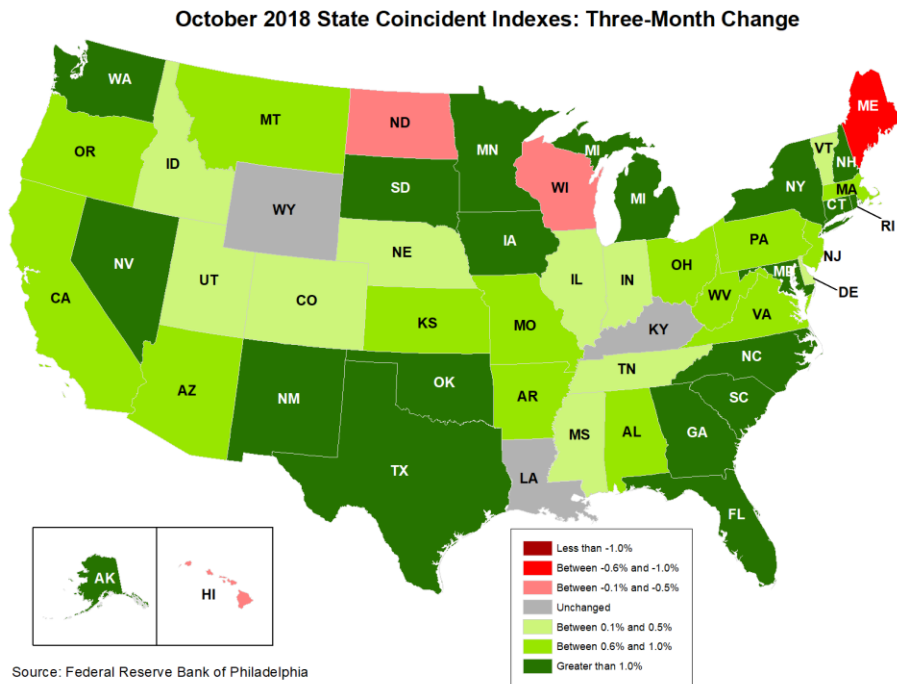 October 2018 State Coincident Indexes: Three-Month Change
WA
ME
MT
ND
VT
OR
MN
MI
NH
ID
WI
NY
MA
SD
MI
CT
WY
RI
IA
PA
NE
NJ
NV
OH
MD
IL
IN
UT
DE
WV
CO
CA
VA
KS
MO
KY
NC
TN
OK
AZ
NM
AR
SC
MS
AL
GA
TX
LA
FL
AK
HI
Less than -1.0%
Between -0.6% and -1.0%
Between -0.1% and -0.5%
Unchanged
Between 0.1% and 0.5%
Between 0.6% and 1.0%
Greater than 1.0%
Source: Federal Reserve Bank of Philadelphia